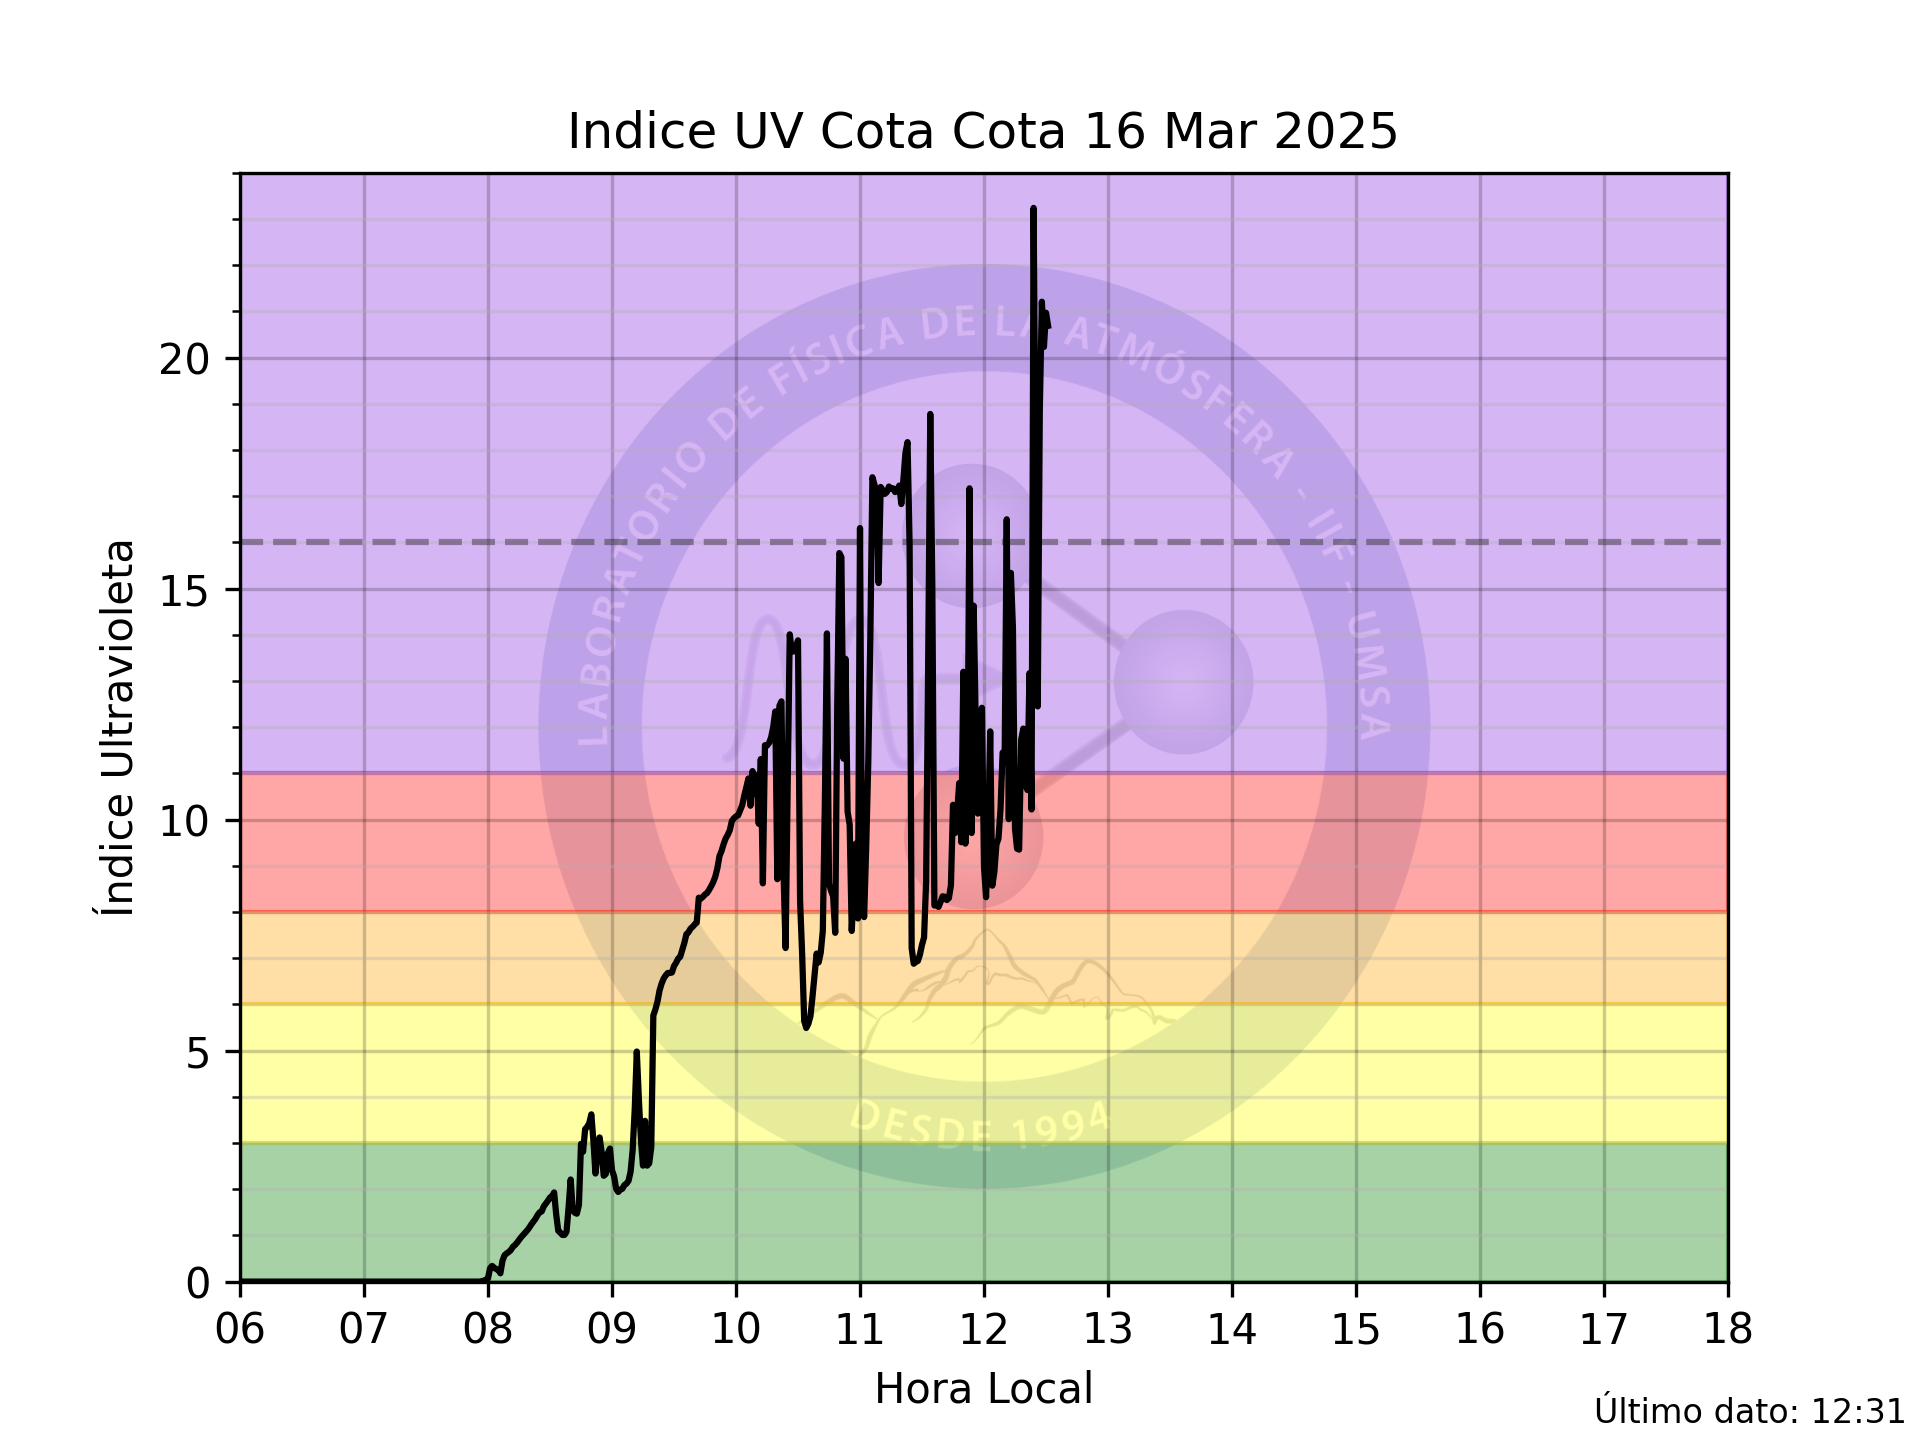 Indice UV Cota Cota 16 Mar 2025
Índice Ultravioleta
20
15
10
5
0
06 07 08 09 10 11 12 13 14 15 16 17 18
Hora Local
Último dato: 12:31
LABORATORIO DE FÍSICA DE LA ATMÓSFERA - IIF - UMSA
DESDE 1994